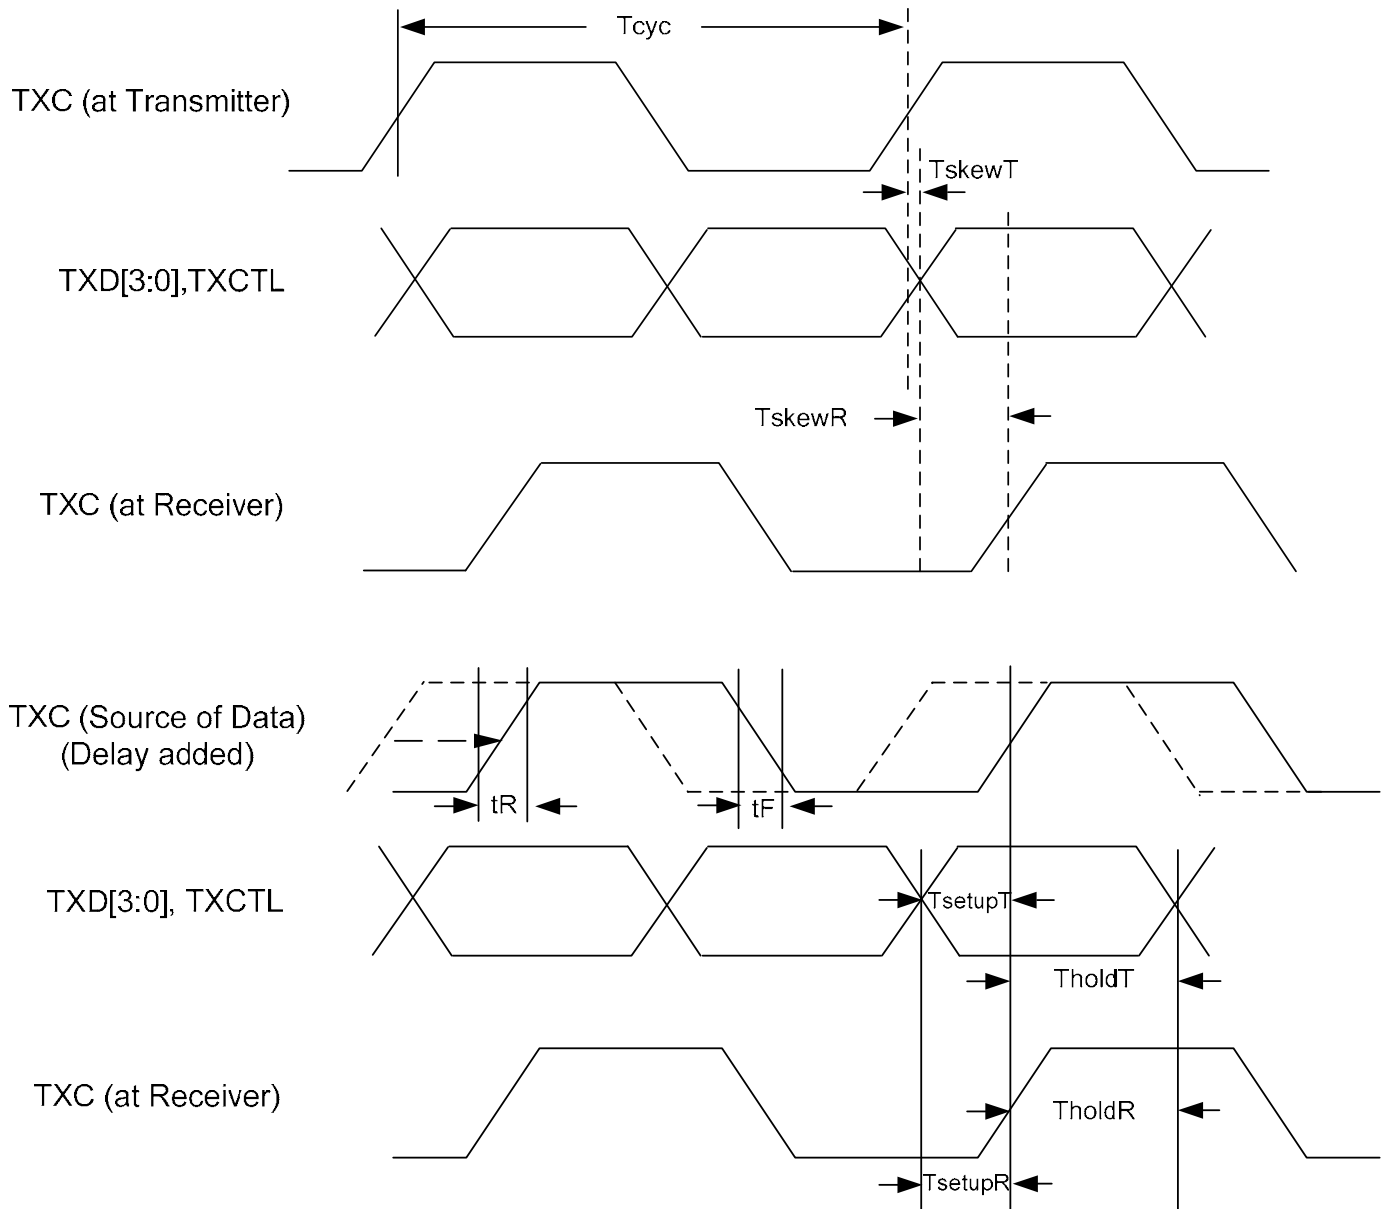 Tcyc
TXC (at Transmitter)
TskewT
TXD[3:0],TXCTL
TskewR
TXC (at Receiver)
TXC (Source of Data)
(Delay added)
tR
tF
TXD[3:0], TXCTL
TsetupT
TholdT
TXC (at Receiver)
TholdR
TsetupR